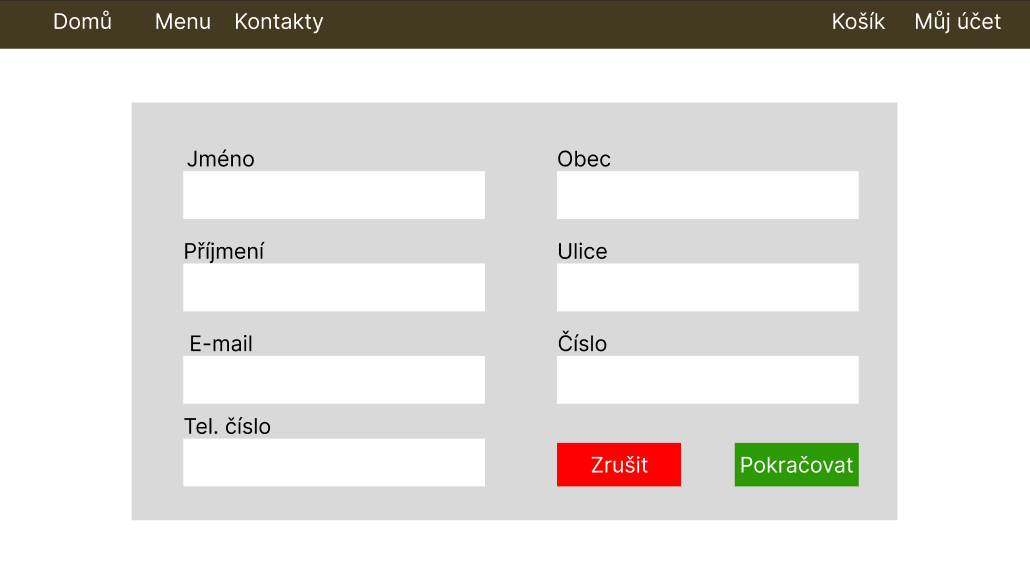 Domů Menu Kontakty Košík Můj účet
Jméno
Příjmení
E-mail
Tel. číslo
Obec
Ulice
Číslo
Zrušit Pokračovat